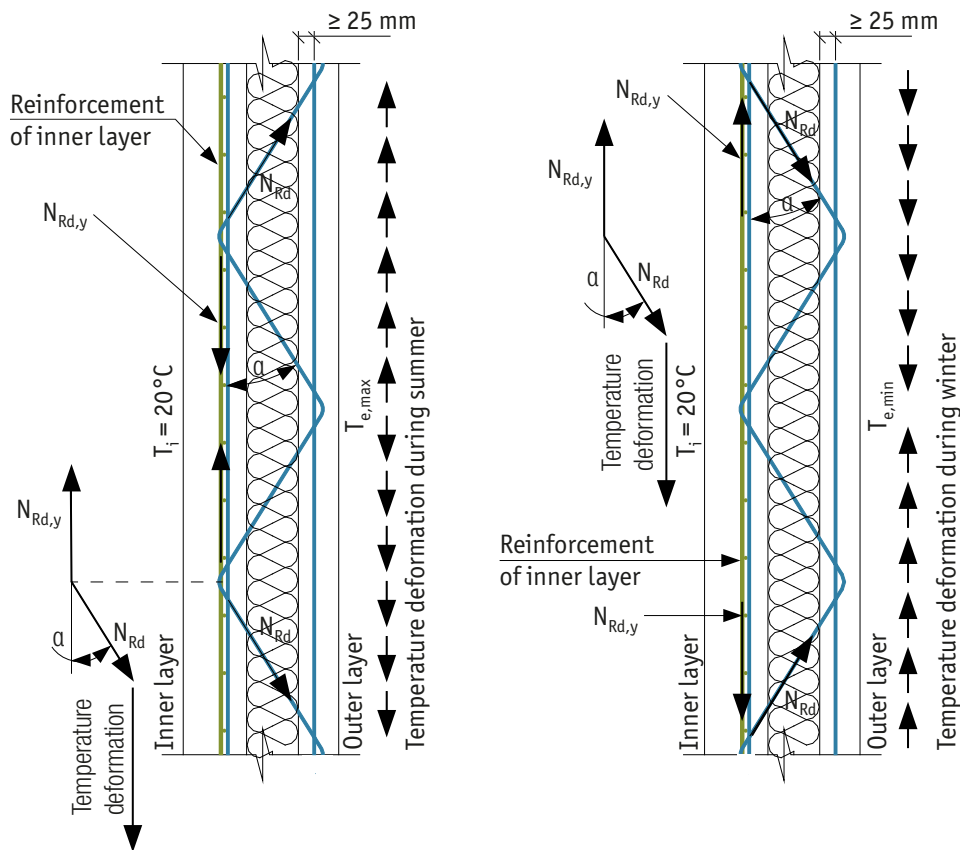 ≥ 25 mm
Reinforcement
of inner layer
N_Rd
N_Rd,y
α
T_i = 20°C
T_e,max
N_Rd,y
α
N_Rd
N_Rd
Temperature
deformation
Inner layer
Outer layer
Temperature deformation during summer
≥ 25 mm
N_Rd,y
N_Rd
N_Rd,y
α
N_Rd
α
Temperature
deformation
T_i = 20°C
T_e,min
Reinforcement
of inner layer
N_Rd,y
N_Rd
Inner layer
Outer layer
Temperature deformation during winter